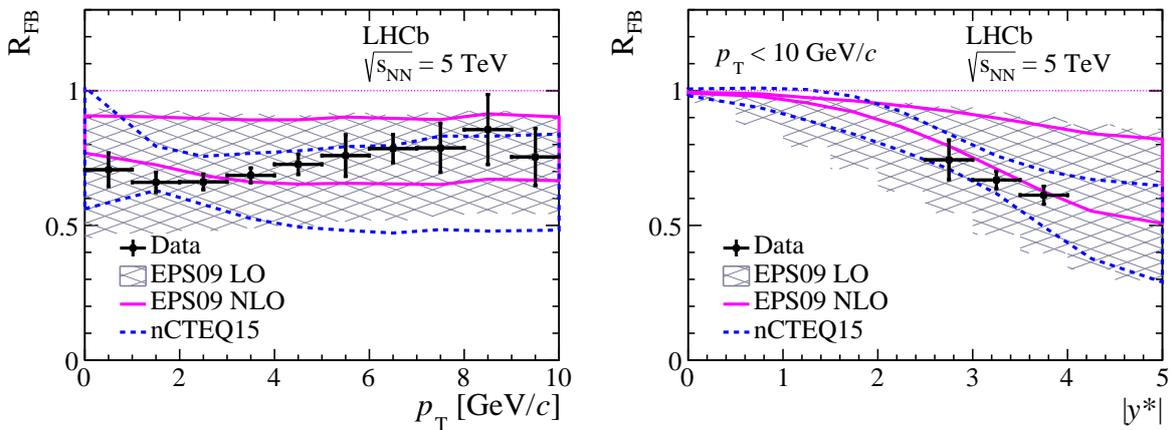 R_FB
LHCb
√s_NN = 5 TeV
1
0.5
0
Data
EPS09 LO
EPS09 NLO
nCTEQ15
0 2 4 6 8 10
p_T [GeV/c]
R_FB
p_T < 10 GeV/c
LHCb
√s_NN = 5 TeV
1
0.5
0
Data
EPS09 LO
EPS09 NLO
nCTEQ15
0 1 2 3 4 5
|y*|